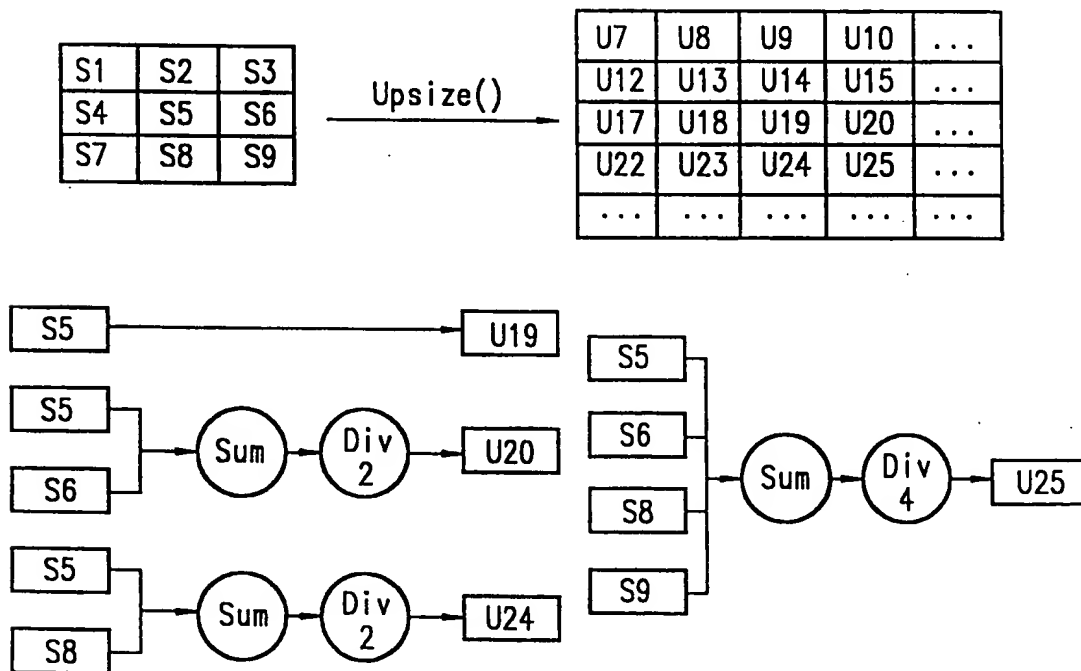 S1 S2 S3
S4 S5 S6
S7 S8 S9
Upsize()
U7 U8 U9 U10 ...
U12 U13 U14 U15 ...
U17 U18 U19 U20 ...
U22 U23 U24 U25 ...
... ... ... ... ...
S5 U19
S5
S6
Sum
Div 2
U20
S5
S8
Sum
Div 2
U24
S5
S6
S8
S9
Sum
Div 4
U25